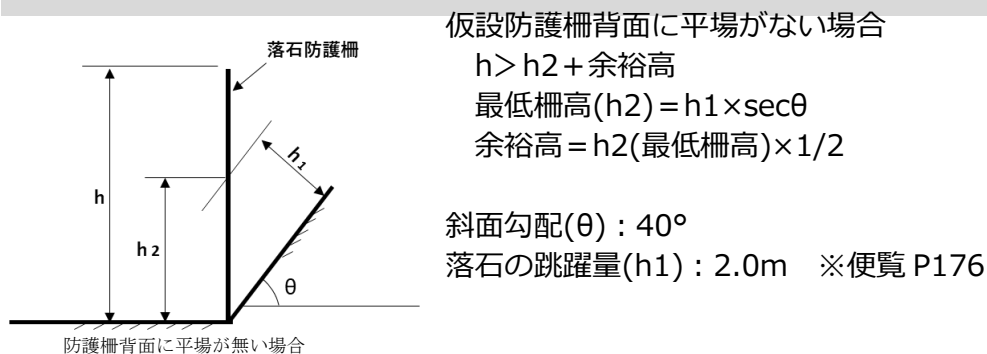 落石防護柵
h
h1
h2
θ
防護柵背面に平場が無い場合
仮設防護柵背面に平場がない場合
h＞h2＋余裕高
最低柵高(h2)＝h1×secθ
余裕高＝h2(最低柵高)×1/2
斜面勾配(θ)：40°
落石の跳躍量(h1)：2.0m　※便覧 P176